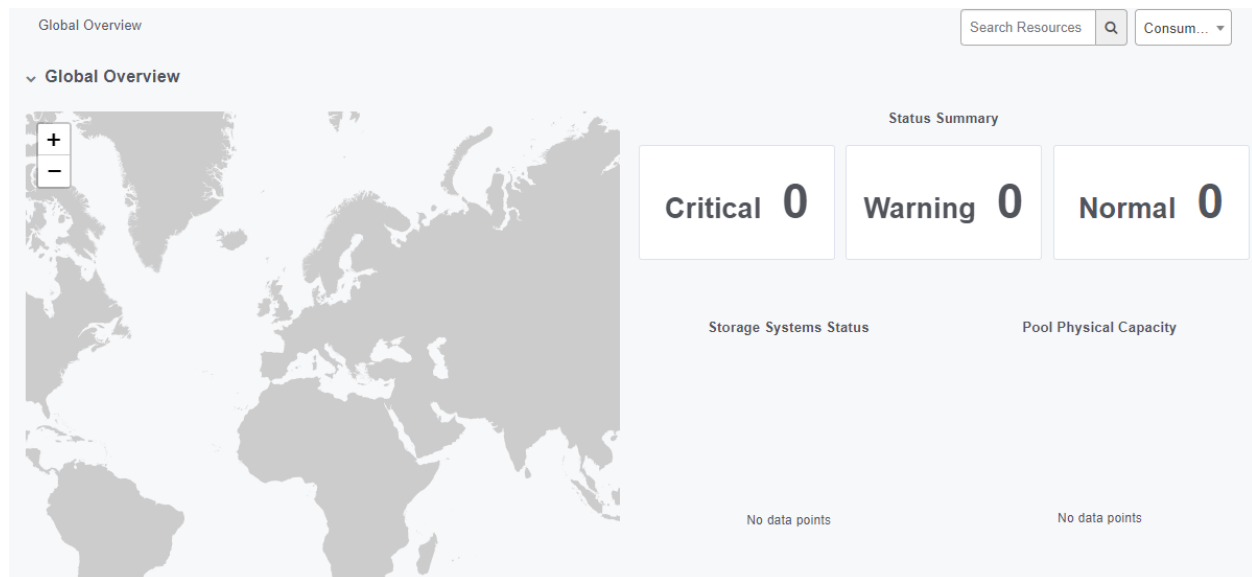 Global Overview
Search Resources
Consum...
Global Overview
+
−
Status Summary
Critical 0
Warning 0
Normal 0
Storage Systems Status
Pool Physical Capacity
No data points
No data points